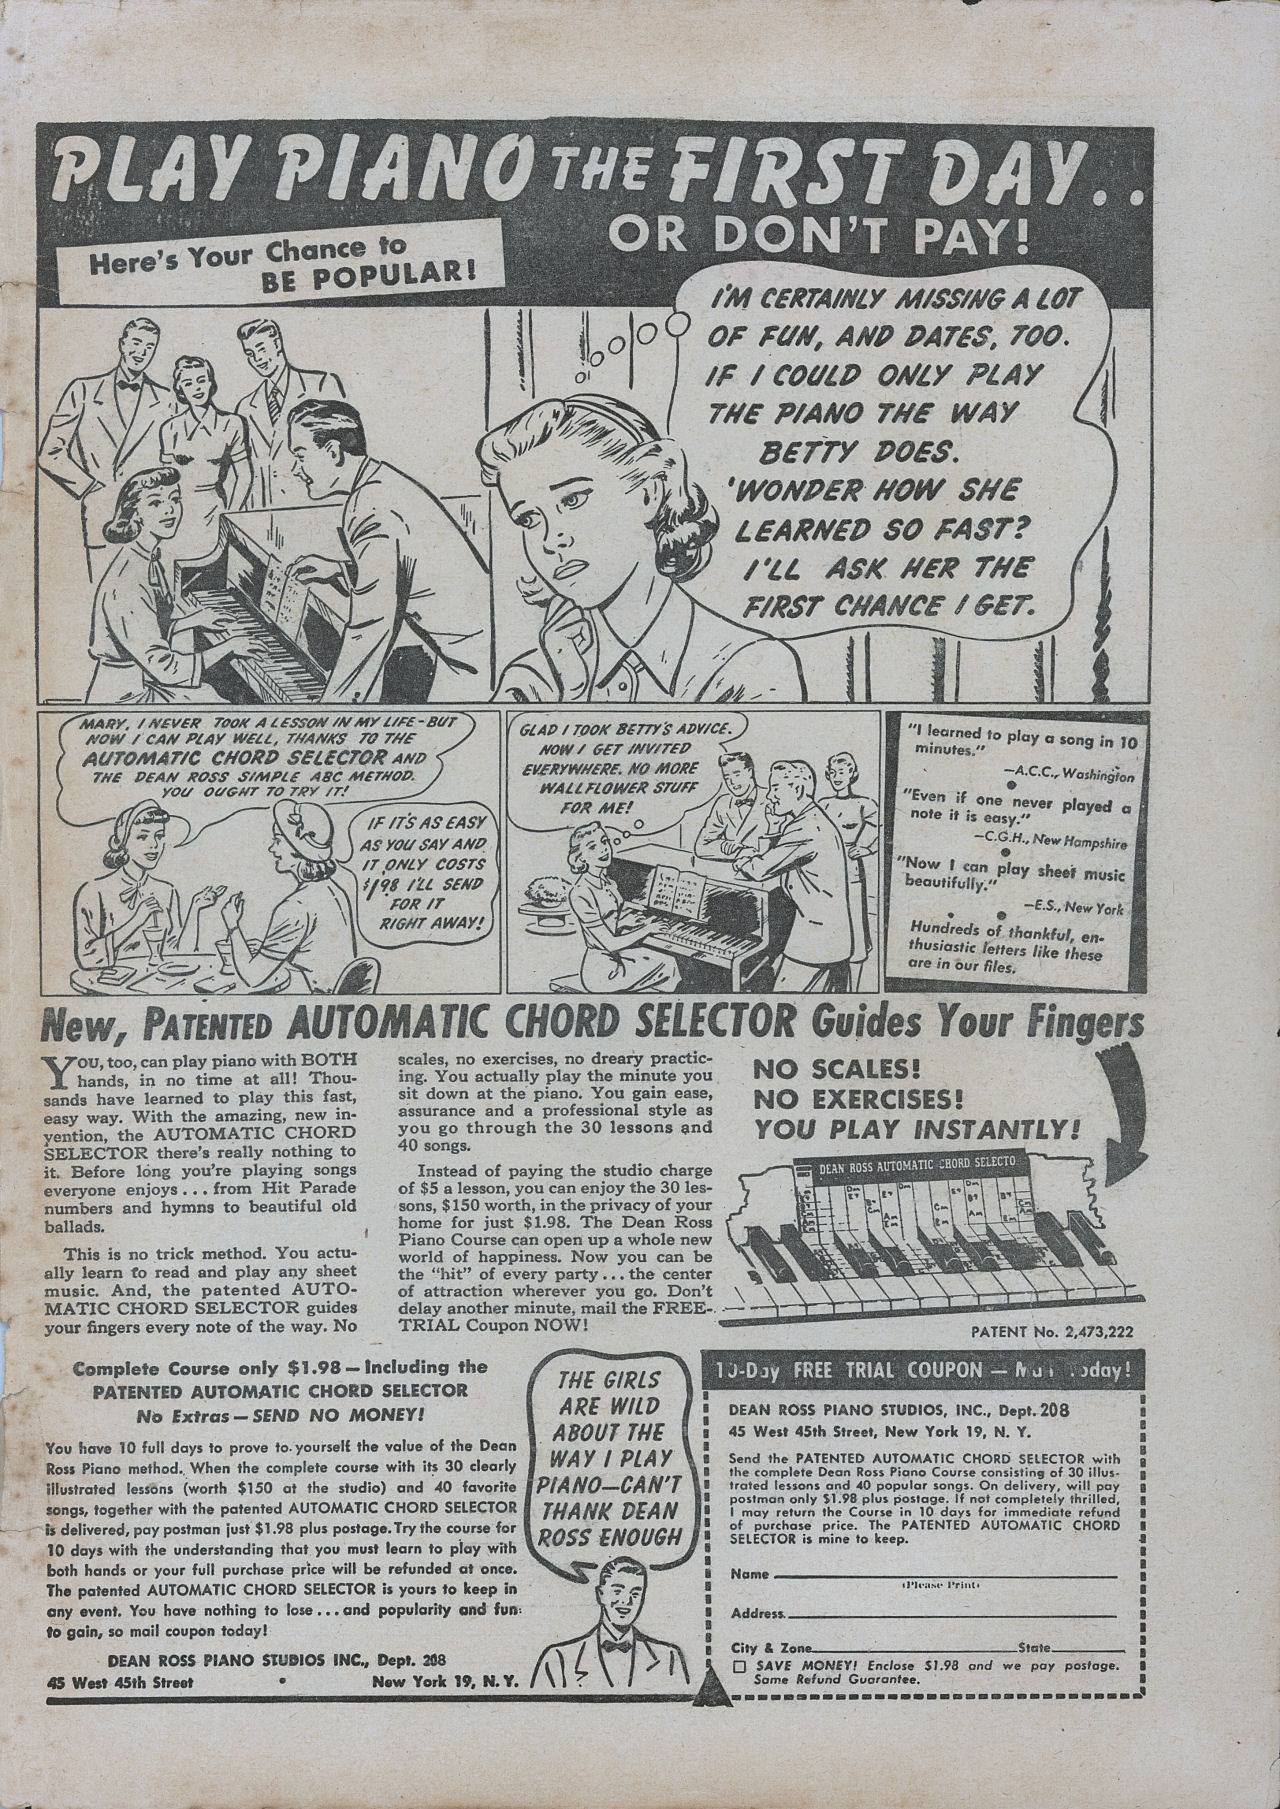 PLAY PIANO THE FIRST DAY..
OR DON'T PAY!
Here's Your Chance to
BE POPULAR!
I'M CERTAINLY MISSING A LOT
OF FUN, AND DATES, TOO.
IF I COULD ONLY PLAY
THE PIANO THE WAY
BETTY DOES.
'WONDER HOW SHE
LEARNED SO FAST?
I'LL ASK HER THE
FIRST CHANCE I GET.
MARY, I NEVER TOOK A LESSON IN MY LIFE-BUT
NOW I CAN PLAY WELL, THANKS TO THE
AUTOMATIC CHORD SELECTOR AND
THE DEAN ROSS SIMPLE ABC METHOD.
YOU OUGHT TO TRY IT!
IF IT'S AS EASY
AS YOU SAY AND
IT ONLY COSTS
$1.98 I'LL SEND
FOR IT
RIGHT AWAY!
GLAD I TOOK BETTY'S ADVICE.
NOW I GET INVITED
EVERYWHERE. NO MORE
WALLFLOWER STUFF
FOR ME!
"I learned to play a song in 10
minutes."
—A.C.C., Washington
"Even if one never played a
note it is easy."
—C.G.H., New Hampshire
"Now I can play sheet music
beautifully."
—E.S., New York
Hundreds of thankful, en-
thusiastic letters like these
are in our files.
New, PATENTED AUTOMATIC CHORD SELECTOR Guides Your Fingers
YOU, too, can play piano with BOTH
hands, in no time at all! Thou-
sands have learned to play this fast,
easy way. With the amazing, new in-
vention, the AUTOMATIC CHORD
SELECTOR there's really nothing to
it. Before long you're playing songs
everyone enjoys ... from Hit Parade
numbers and hymns to beautiful old
ballads.
This is no trick method. You actu-
ally learn to read and play any sheet
music. And, the patented AUTO-
MATIC CHORD SELECTOR guides
your fingers every note of the way. No
scales, no exercises, no dreary practic-
ing. You actually play the minute you
sit down at the piano. You gain ease,
assurance and a professional style as
you go through the 30 lessons and
40 songs.
Instead of paying the studio charge
of $5 a lesson, you can enjoy the 30 les-
sons, $150 worth, in the privacy of your
home for just $1.98. The Dean Ross
Piano Course can open up a whole new
world of happiness. Now you can be
the "hit" of every party ... the center
of attraction wherever you go. Don't
delay another minute, mail the FREE-
TRIAL Coupon NOW!
NO SCALES!
NO EXERCISES!
YOU PLAY INSTANTLY!
DEAN ROSS AUTOMATIC CHORD SELECTO
PATENT No. 2,473,222
Complete Course only $1.98 — Including the
PATENTED AUTOMATIC CHORD SELECTOR
No Extras — SEND NO MONEY!
You have 10 full days to prove to yourself the value of the Dean
Ross Piano method. When the complete course with its 30 clearly
illustrated lessons (worth $150 at the studio) and 40 favorite
songs, together with the patented AUTOMATIC CHORD SELECTOR
is delivered, pay postman just $1.98 plus postage. Try the course for
10 days with the understanding that you must learn to play with
both hands or your full purchase price will be refunded at once.
The patented AUTOMATIC CHORD SELECTOR is yours to keep in
any event. You have nothing to lose ... and popularity and fun
to gain, so mail coupon today!
DEAN ROSS PIANO STUDIOS INC., Dept. 208
45 West 45th Street • New York 19, N. Y.
THE GIRLS
ARE WILD
ABOUT THE
WAY I PLAY
PIANO—CAN'T
THANK DEAN
ROSS ENOUGH
10-Day FREE TRIAL COUPON — Mail Today!
DEAN ROSS PIANO STUDIOS, INC., Dept. 208
45 West 45th Street, New York 19, N. Y.
Send the PATENTED AUTOMATIC CHORD SELECTOR with
the complete Dean Ross Piano Course consisting of 30 illus-
trated lessons and 40 popular songs. On delivery, will pay
postman only $1.98 plus postage. If not completely thrilled,
I may return the Course in 10 days for immediate refund
of purchase price. The PATENTED AUTOMATIC CHORD
SELECTOR is mine to keep.
Name
(Please Print)
Address
City & Zone State
SAVE MONEY! Enclose $1.98 and we pay postage.
Same Refund Guarantee.